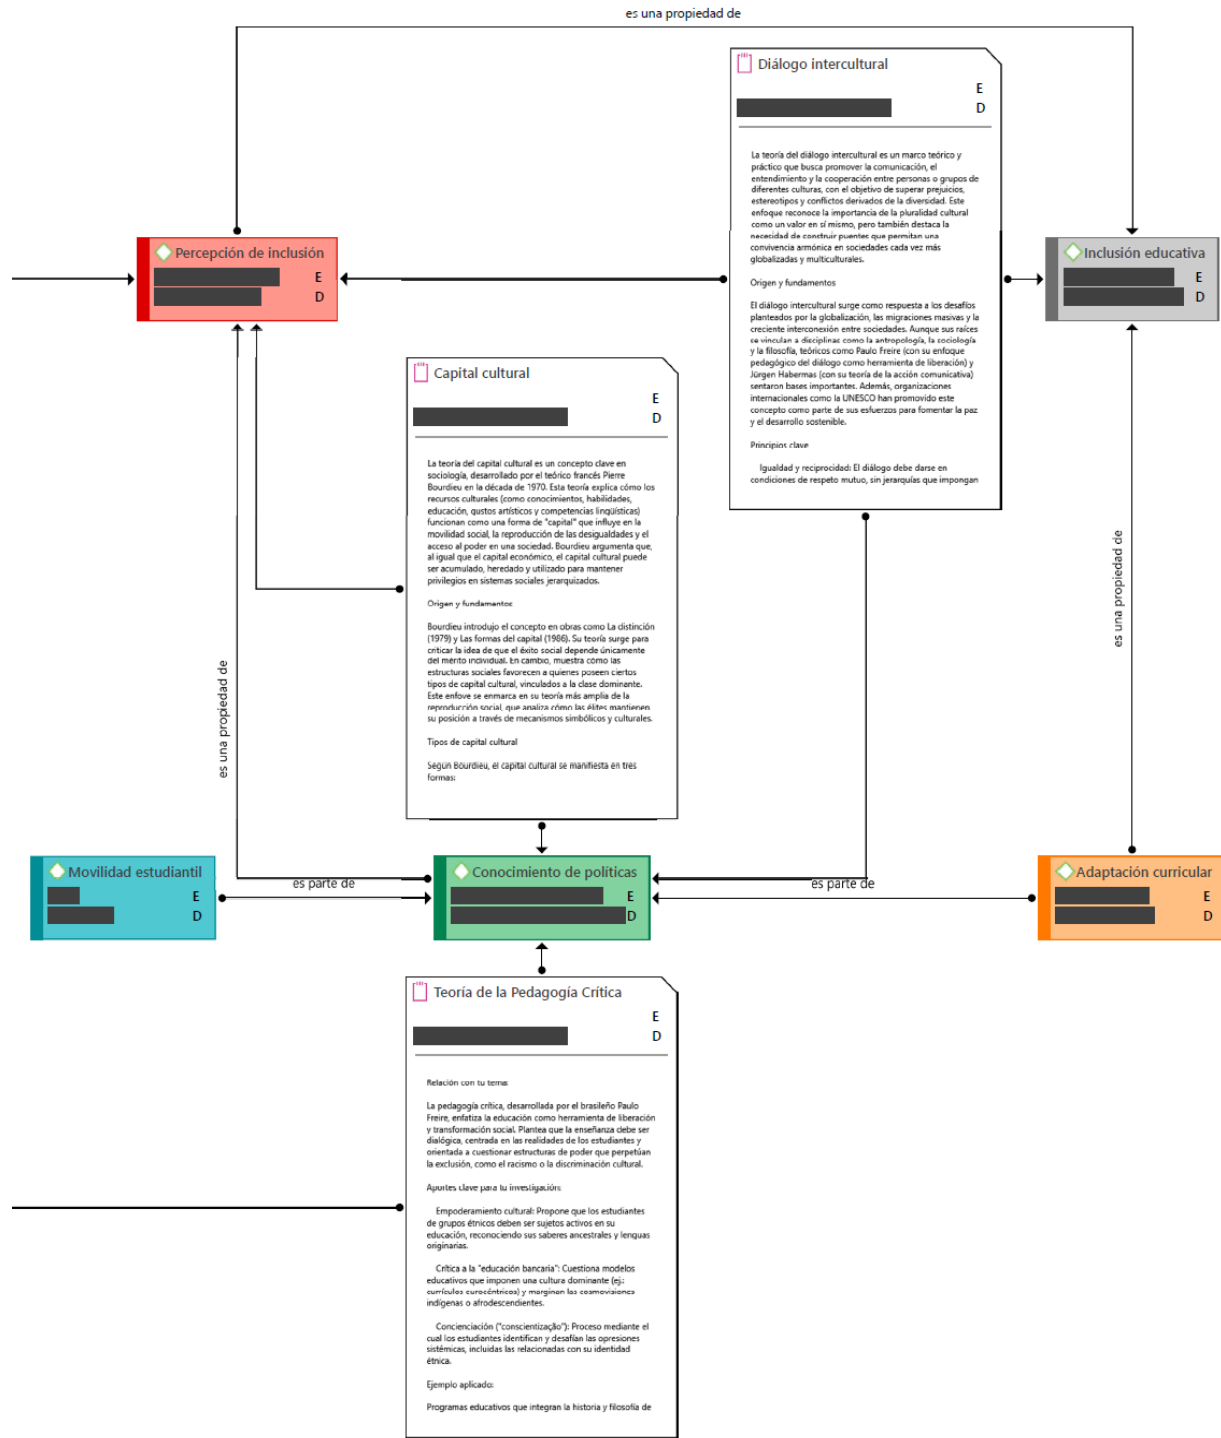 es una propiedad de
Diálogo intercultural
E
D
La teoría del diálogo intercultural es un marco teórico y
práctico que busca promover la comunicación, el
entendimiento y la cooperación entre personas o grupos de
diferentes culturas, con el objetivo de superar prejuicios,
estereotipos y conflictos derivados de la diversidad. Este
enfoque reconoce la importancia de la pluralidad cultural
como un valor en sí mismo, pero también destaca la
necesidad de construir puentes que permitan una
convivencia armónica en sociedades cada vez más
globalizadas y multiculturales.
Origen y fundamentos
El diálogo intercultural surge como respuesta a los desafíos
planteados por la globalización, las migraciones masivas y la
creciente interconexión entre sociedades. Aunque sus raíces
se vinculan a disciplinas como la antropología, la sociología
y la filosofía, teóricos como Paulo Freire (con su enfoque
pedagógico del diálogo como herramienta de liberación) y
Jürgen Habermas (con su teoría de la acción comunicativa)
sentaron bases importantes. Además, organizaciones
internacionales como la UNESCO han promovido este
concepto como parte de sus esfuerzos para fomentar la paz
y el desarrollo sostenible.
Principios clave
Igualdad y reciprocidad: El diálogo debe darse en
condiciones de respeto mutuo, sin jerarquías que impongan
Percepción de inclusión
E
D
Inclusión educativa
E
D
Capital cultural
E
D
La teoría del capital cultural es un concepto clave en
sociología, desarrollado por el teórico francés Pierre
Bourdieu en la década de 1970. Esta teoría explica cómo los
recursos culturales (como conocimientos, habilidades,
educación, gustos artísticos y competencias lingüísticas)
funcionan como una forma de "capital" que influye en la
movilidad social, la reproducción de las desigualdades y el
acceso al poder en una sociedad. Bourdieu argumenta que,
al igual que el capital económico, el capital cultural puede
ser acumulado, heredado y utilizado para mantener
privilegios en sistemas sociales jerarquizados.
Origen y fundamentos
Bourdieu introdujo el concepto en obras como La distinción
(1979) y Las formas del capital (1986). Su teoría surge para
criticar la idea de que el éxito social depende únicamente
del mérito individual. En cambio, muestra cómo las
estructuras sociales favorecen a quienes poseen ciertos
tipos de capital cultural, vinculados a la clase dominante.
Este enfove se enmarca en su teoría más amplia de la
reproducción social, que analiza cómo las élites mantienen
su posición a través de mecanismos simbólicos y culturales.
Tipos de capital cultural
Según Bourdieu, el capital cultural se manifiesta en tres
formas:
es una propiedad de
es una propiedad de
Movilidad estudiantil
E
D
es parte de
Conocimiento de políticas
E
D
es parte de
Adaptación curricular
E
D
Teoría de la Pedagogía Crítica
E
D
Relación con tu tema:
La pedagogía crítica, desarrollada por el brasileño Paulo
Freire, enfatiza la educación como herramienta de liberación
y transformación social. Plantea que la enseñanza debe ser
dialógica, centrada en las realidades de los estudiantes y
orientada a cuestionar estructuras de poder que perpetúan
la exclusión, como el racismo o la discriminación cultural.
Aportes clave para tu investigación:
Empoderamiento cultural: Propone que los estudiantes
de grupos étnicos deben ser sujetos activos en su
educación, reconociendo sus saberes ancestrales y lenguas
originarias.
Crítica a la "educación bancaria": Cuestiona modelos
educativos que imponen una cultura dominante (ej.:
currículos eurocéntricos) y marginan las cosmovisiones
indígenas o afrodescendientes.
Concienciación ("conscientização"): Proceso mediante el
cual los estudiantes identifican y desafían las opresiones
sistémicas, incluidas las relacionadas con su identidad
étnica.
Ejemplo aplicado:
Programas educativos que integran la historia y filosofía de